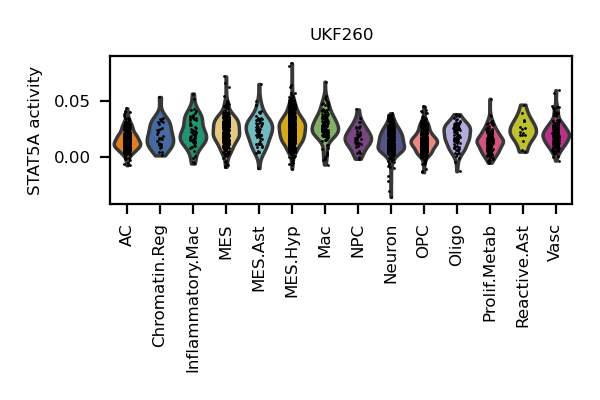 UKF260
STAT5A activity
0.05
0.00
AC
Chromatin.Reg
Inflammatory.Mac
MES
MES.Ast
MES.Hyp
Mac
NPC
Neuron
OPC
Oligo
Prolif.Metab
Reactive.Ast
Vasc